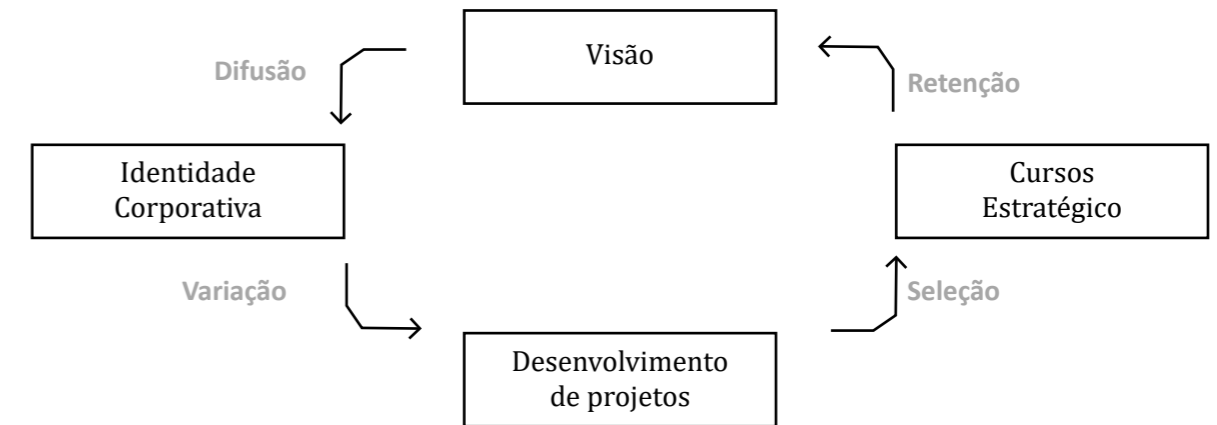 Visão
Difusão
Retenção
Identidade
Corporativa
Cursos
Estratégico
Variação
Seleção
Desenvolvimento
de projetos